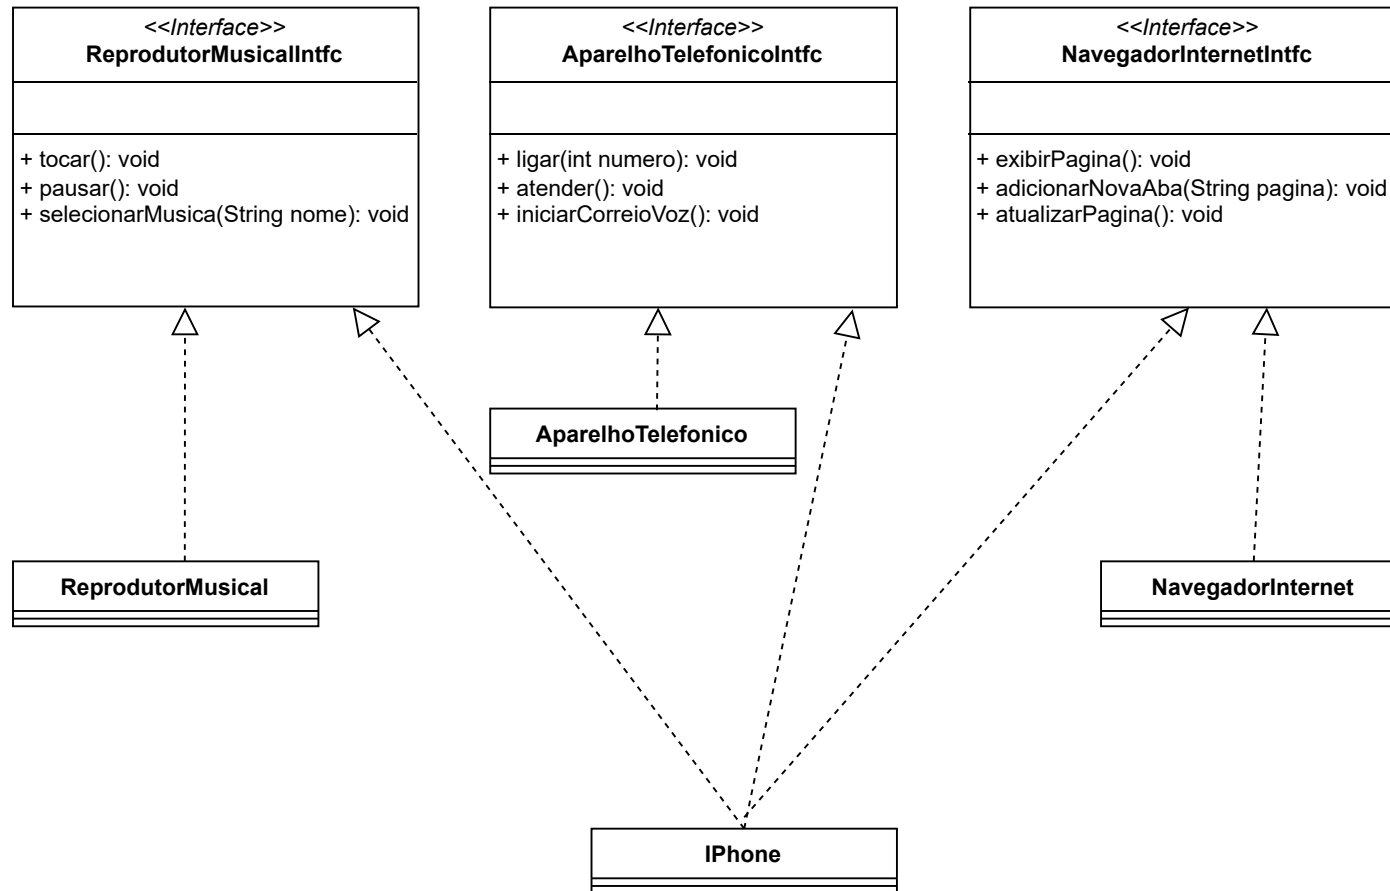 <<Interface>>
ReprodutorMusicalIntfc
+ tocar(): void
+ pausar(): void
+ selecionarMusica(String nome): void
<<Interface>>
AparelhoTelefonicoIntfc
+ ligar(int numero): void
+ atender(): void
+ iniciarCorreioVoz(): void
<<Interface>>
NavegadorInternetIntfc
+ exibirPagina(): void
+ adicionarNovaAba(String pagina): void
+ atualizarPagina(): void
AparelhoTelefonico
ReprodutorMusical
NavegadorInternet
IPhone